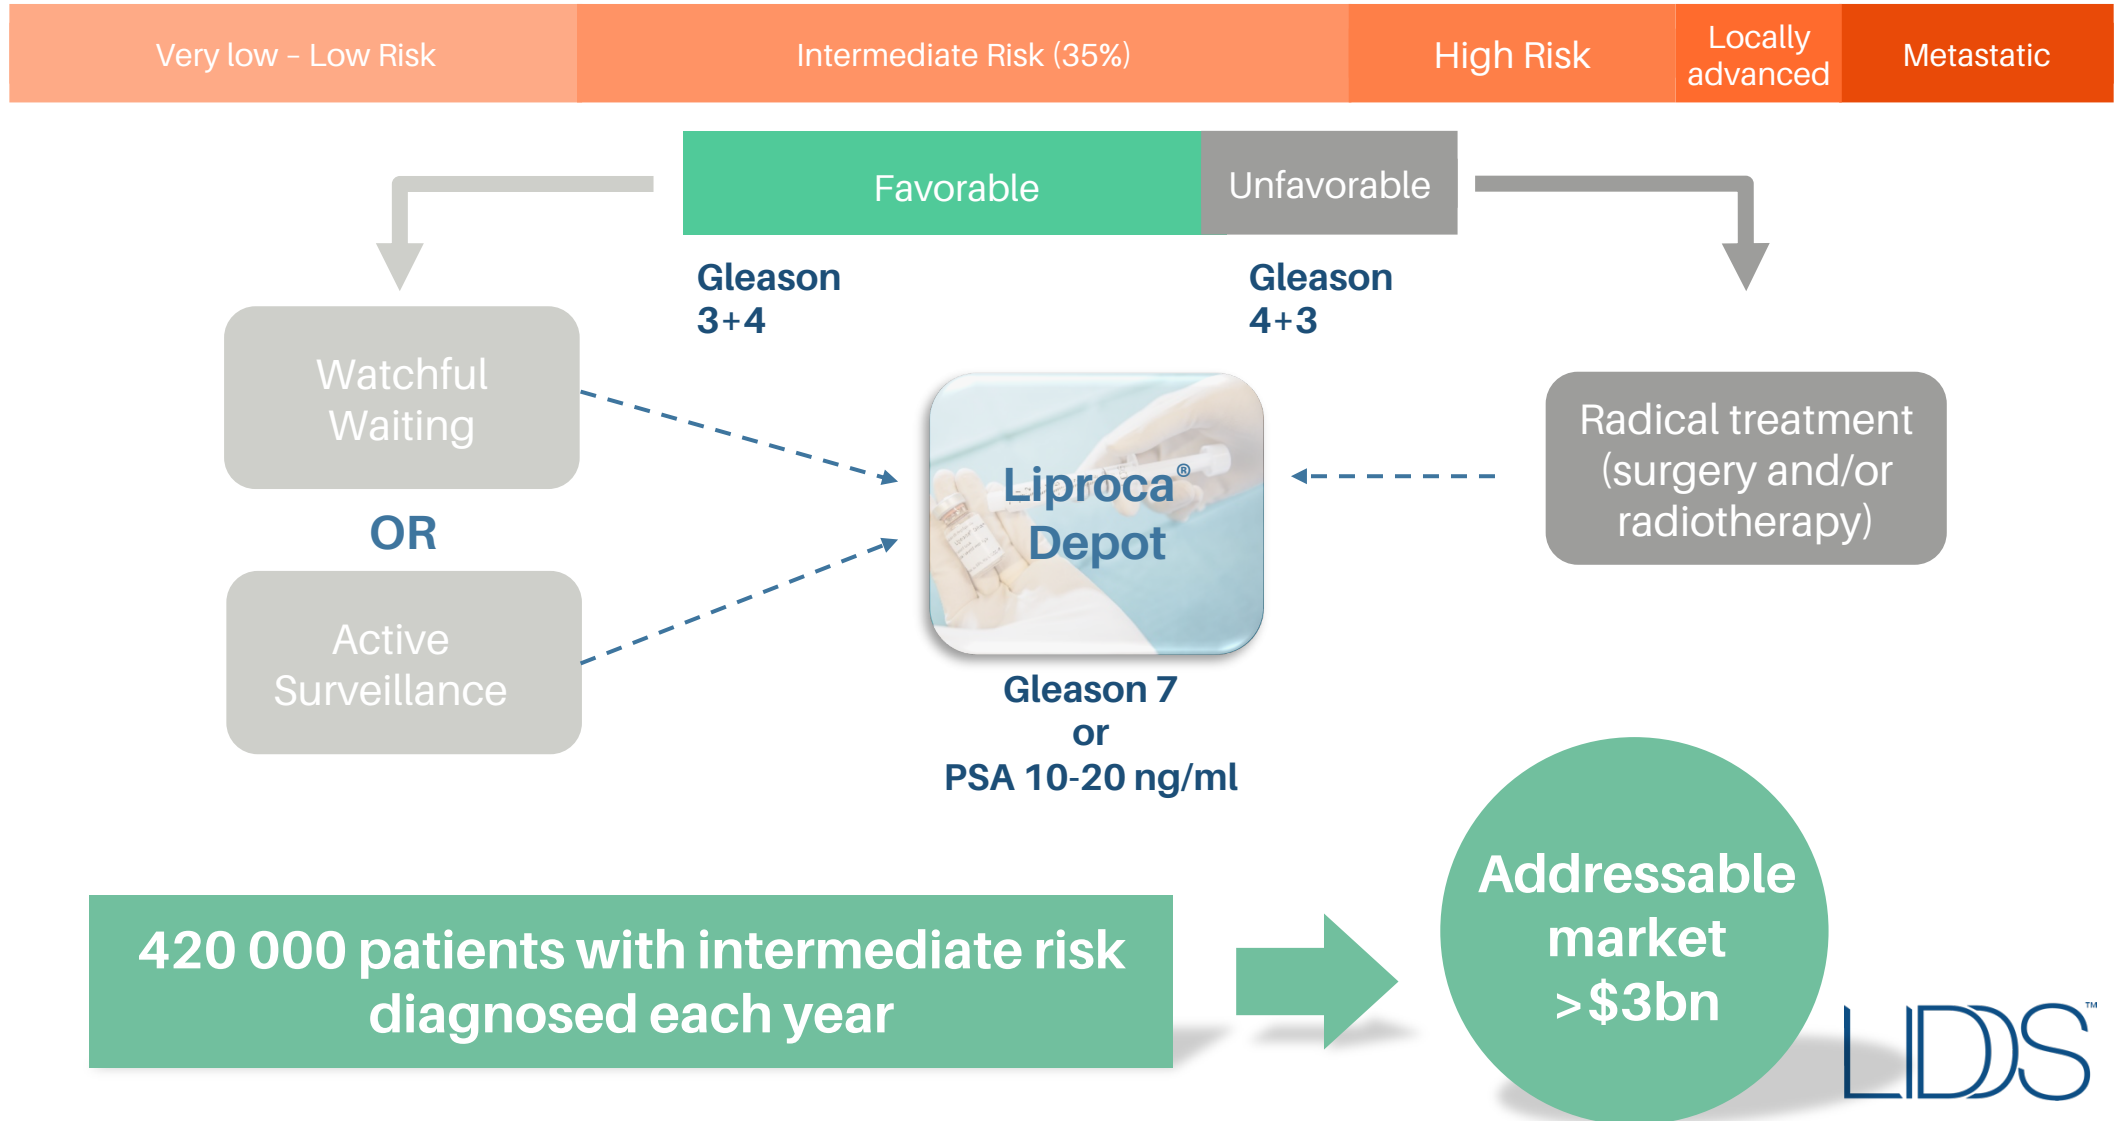 Very low – Low Risk
Intermediate Risk (35%)
High Risk
Locally
advanced
Metastatic
Favorable
Unfavorable
Gleason
3+4
Gleason
4+3
Watchful
Waiting
OR
Active
Surveillance
Liproca®
Depot
Gleason 7
or
PSA 10-20 ng/ml
Radical treatment
(surgery and/or
radiotherapy)
420 000 patients with intermediate risk
diagnosed each year
Addressable
market
>$3bn
LIDDS™